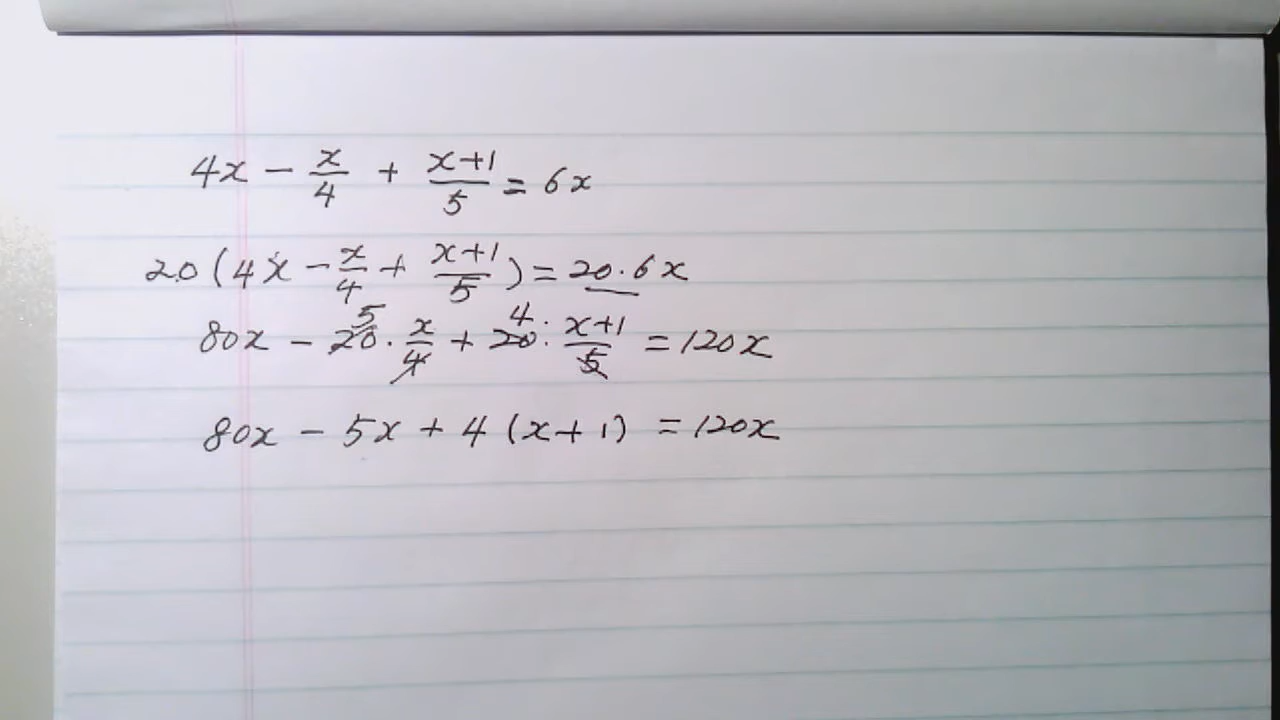 4x - x/4 + (x+1)/5 = 6x
20(4x - x/4 + (x+1)/5) = 20·6x
80x - 20· x/4 + 20· (x+1)/5 = 120x
80x - 5x + 4(x+1) = 120x